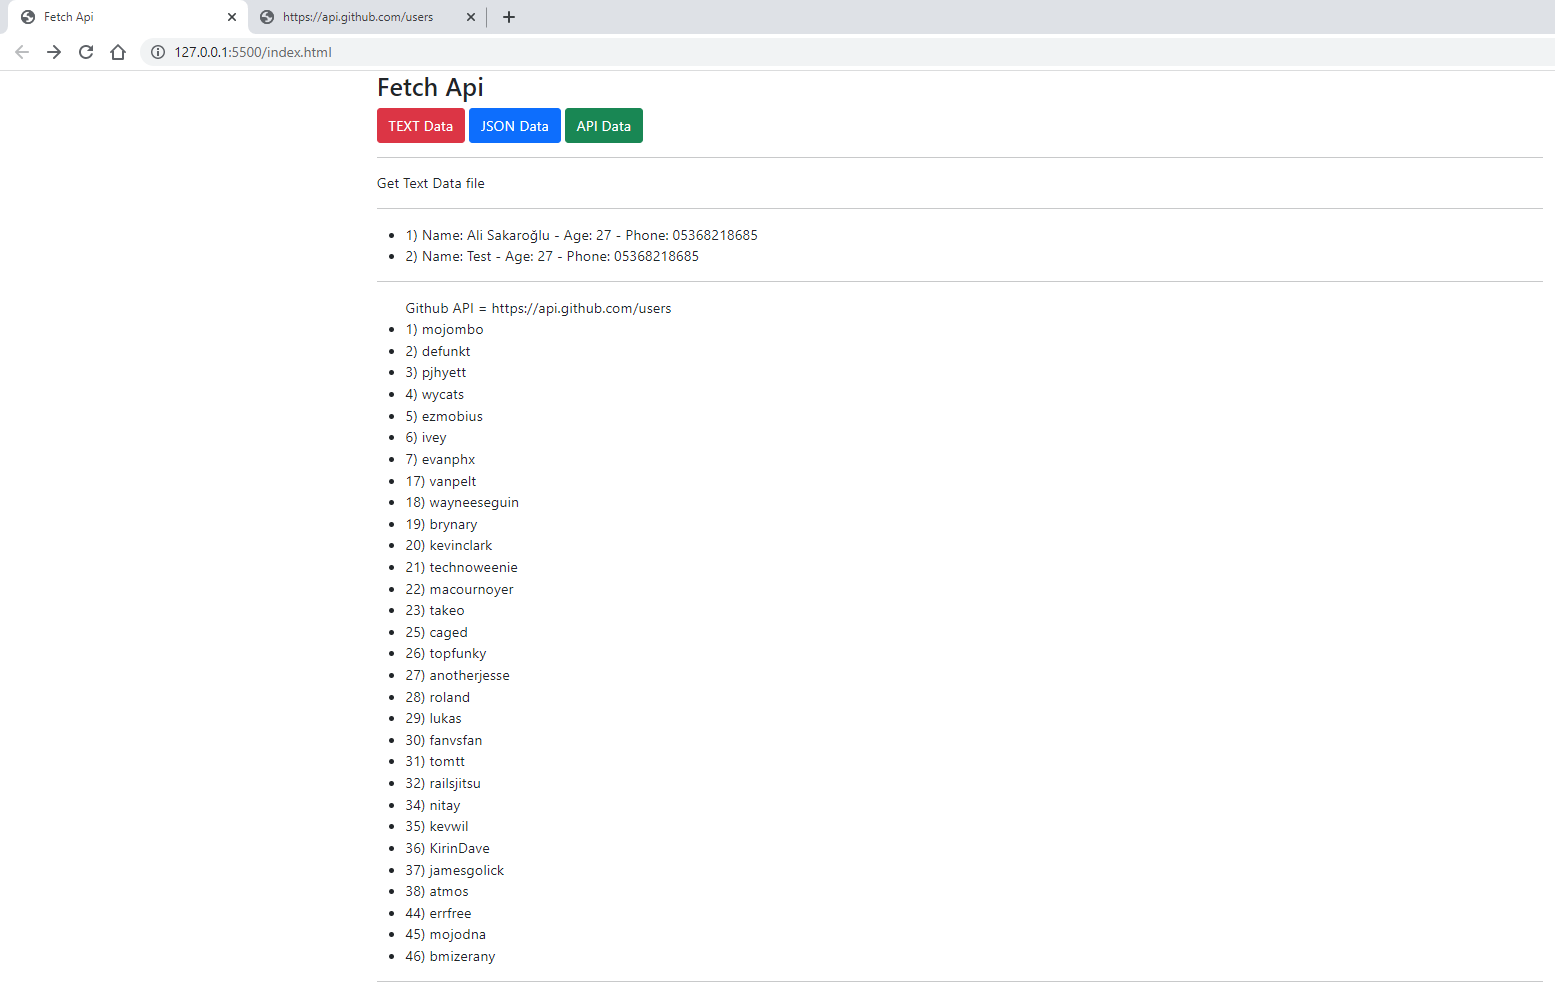 Fetch Api
https://api.github.com/users
127.0.0.1:5500/index.html
Fetch Api
TEXT Data JSON Data API Data
Get Text Data file
1) Name: Ali Sakaroğlu - Age: 27 - Phone: 05368218685
2) Name: Test - Age: 27 - Phone: 05368218685
Github API = https://api.github.com/users
1) mojombo
2) defunkt
3) pjhyett
4) wycats
5) ezmobius
6) ivey
7) evanphx
17) vanpelt
18) wayneeseguin
19) brynary
20) kevinclark
21) technoweenie
22) macournoyer
23) takeo
25) caged
26) topfunky
27) anotherjesse
28) roland
29) lukas
30) fanvsfan
31) tomtt
32) railsjitsu
34) nitay
35) kevwil
36) KirinDave
37) jamesgolick
38) atmos
44) errfree
45) mojodna
46) bmizerany